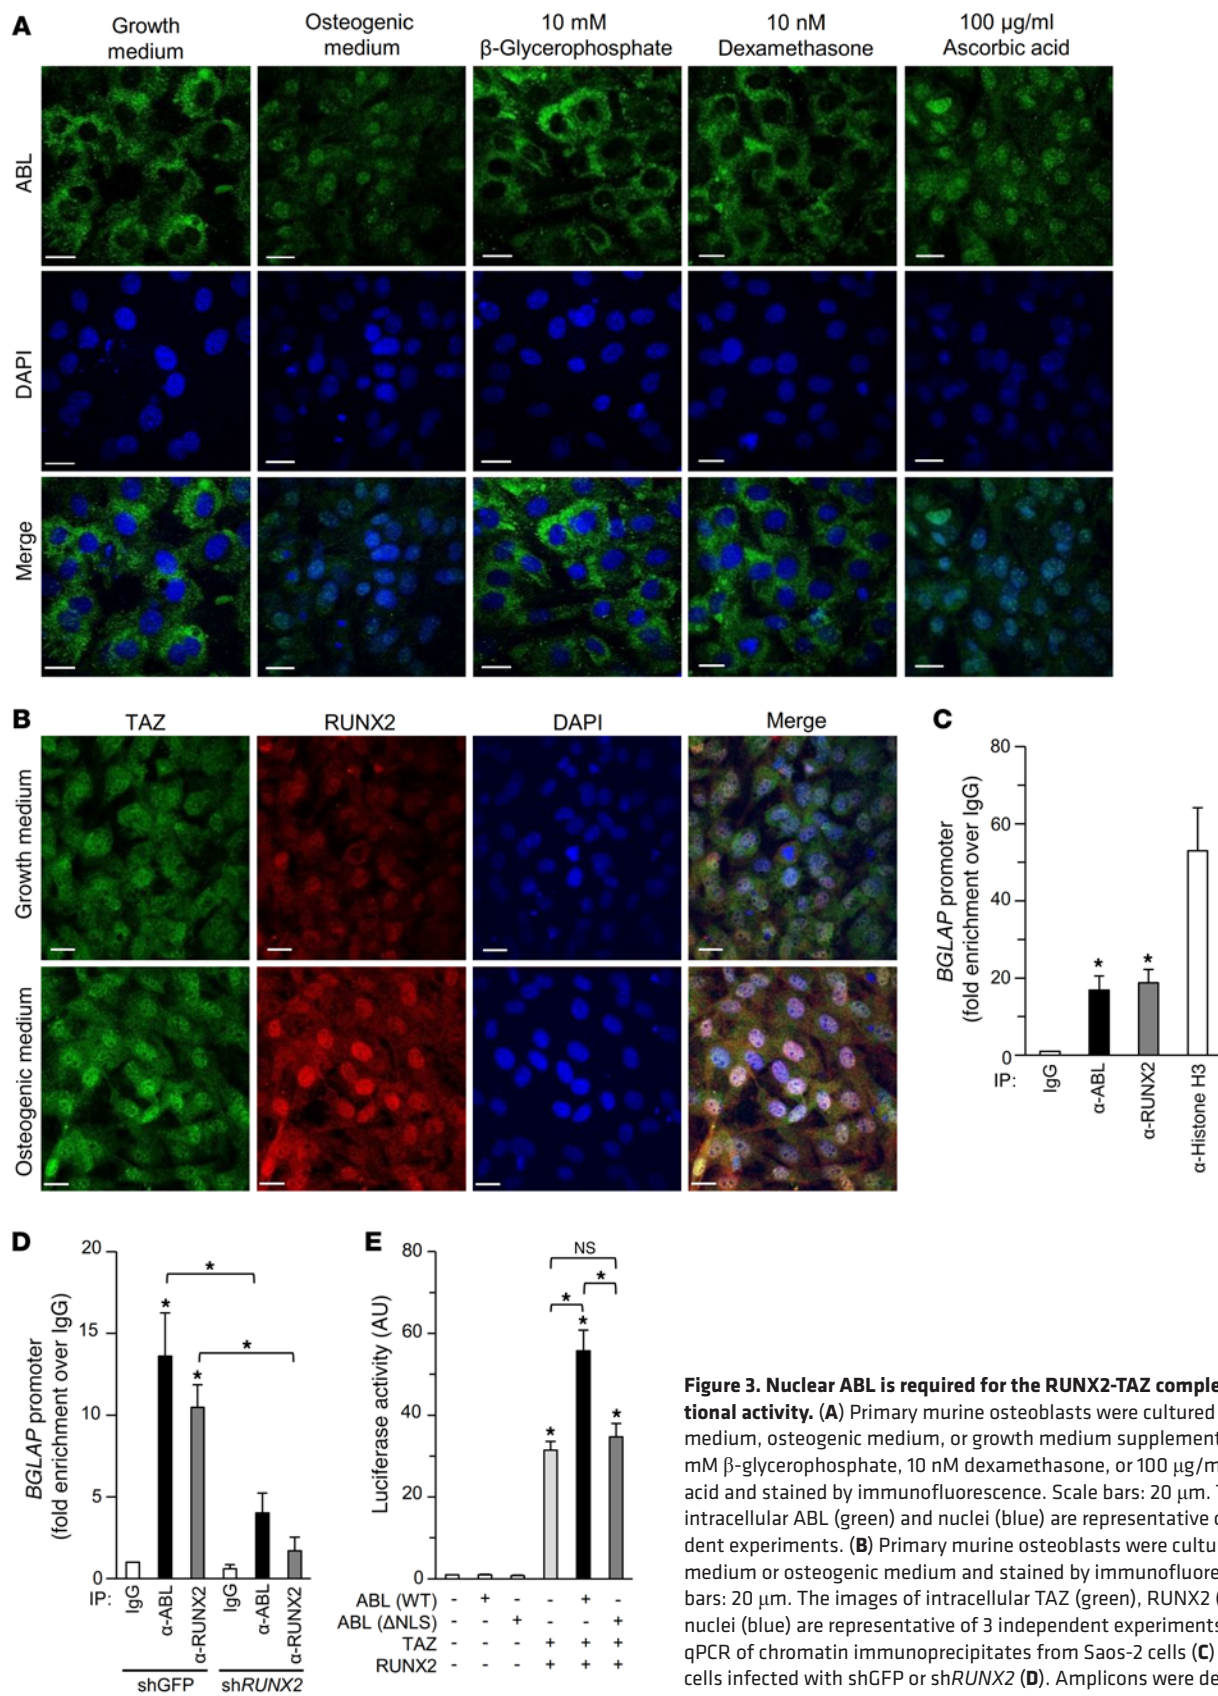 A
Growth
medium
Osteogenic
medium
10 mM
β-Glycerophosphate
10 nM
Dexamethasone
100 µg/ml
Ascorbic acid
ABL
DAPI
Merge
B
TAZ
RUNX2
DAPI
Merge
Growth medium
Osteogenic medium
C
BGLAP promoter
(fold enrichment over IgG)
80
60
40
20
0
* *
IP:
IgG
α-ABL
α-RUNX2
α-Histone H3
D
BGLAP promoter
(fold enrichment over IgG)
20
15
10
5
0
*
*
*
*
IP:
IgG
α-ABL
α-RUNX2
IgG
α-ABL
α-RUNX2
shGFP
shRUNX2
E
Luciferase activity (AU)
80
60
40
20
0
NS
*
*
*
*
*
ABL (WT) - + - - + -
ABL (ΔNLS) - - + - - +
TAZ - - - + + +
RUNX2 - - - + + +
Figure 3. Nuclear ABL is required for the RUNX2-TAZ comple
tional activity. (A) Primary murine osteoblasts were cultured
medium, osteogenic medium, or growth medium supplement
mM β-glycerophosphate, 10 nM dexamethasone, or 100 µg/m
acid and stained by immunofluorescence. Scale bars: 20 µm. T
intracellular ABL (green) and nuclei (blue) are representative o
dent experiments. (B) Primary murine osteoblasts were cultu
medium or osteogenic medium and stained by immunofluore
bars: 20 µm. The images of intracellular TAZ (green), RUNX2 (
nuclei (blue) are representative of 3 independent experiments
qPCR of chromatin immunoprecipitates from Saos-2 cells (C)
cells infected with shGFP or shRUNX2 (D). Amplicons were de